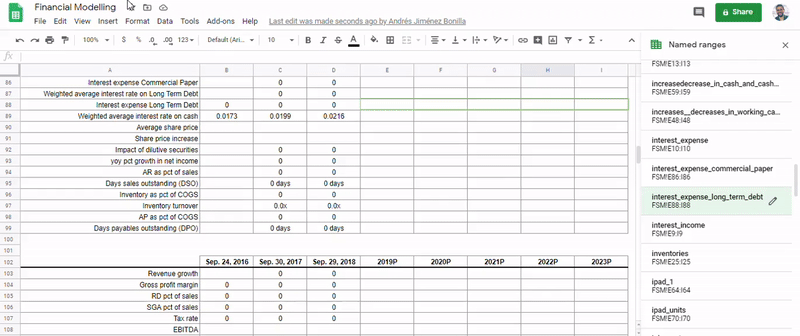 Financial Modelling
File Edit View Insert Format Data Tools Add-ons Help Last edit was made seconds ago by Andrés Jiménez Bonilla
Share
100% $ % .0 .00 123 Default (Ari... 10 B I S A
fx
Named ranges
A B C D E F G H I
86 Interest expense Commercial Paper 0 0
87 Weighted average interest rate on Long Term Debt 0 0
88 Interest expense Long Term Debt 0 0 0
89 Weighted average interest rate on cash 0.0173 0.0199 0.0216
90 Average share price
91 Share price increase
92 Impact of dilutive securities 0 0
93 yoy pct growth in net income 0 0
94 AR as pct of sales 0 0
95 Days sales outstanding (DSO) 0 days 0 days
96 Inventory as pct of COGS 0 0
97 Inventory turnover 0.0x 0.0x
98 AP as pct of COGS 0 0
99 Days payables outstanding (DPO) 0 days 0 days
100
101
102 Sep. 24, 2016 Sep. 30, 2017 Sep. 29, 2018 2019P 2020P 2021P 2022P 2023P
103 Revenue growth 0 0
104 Gross profit margin 0 0 0
105 RD pct of sales 0 0 0
106 SGA pct of sales 0 0 0
107 Tax rate 0 0 0
108 EBITDA
FSM!E13:I13
increasedecrease_in_cash_and_cash...
FSM!E59:I59
increases__decreases_in_working_ca...
FSM!E48:I48
interest_expense
FSM!E10:I10
interest_expense_commercial_paper
FSM!E86:I86
interest_expense_long_term_debt
FSM!E88:I88
interest_income
FSM!E9:I9
inventories
FSM!E25:I25
ipad_1
FSM!E64:I64
ipad_units
FSM!E70:I70